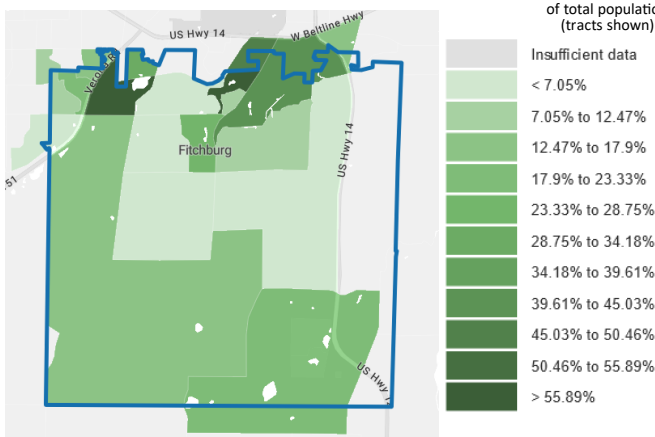 of total populatio
(tracts shown)
US Hwy 14
W Beltline Hwy
Verona R
Fitchburg
US Hwy 14
51
US Hwy 1
Insufficient data
< 7.05%
7.05% to 12.47%
12.47% to 17.9%
17.9% to 23.33%
23.33% to 28.75%
28.75% to 34.18%
34.18% to 39.61%
39.61% to 45.03%
45.03% to 50.46%
50.46% to 55.89%
> 55.89%